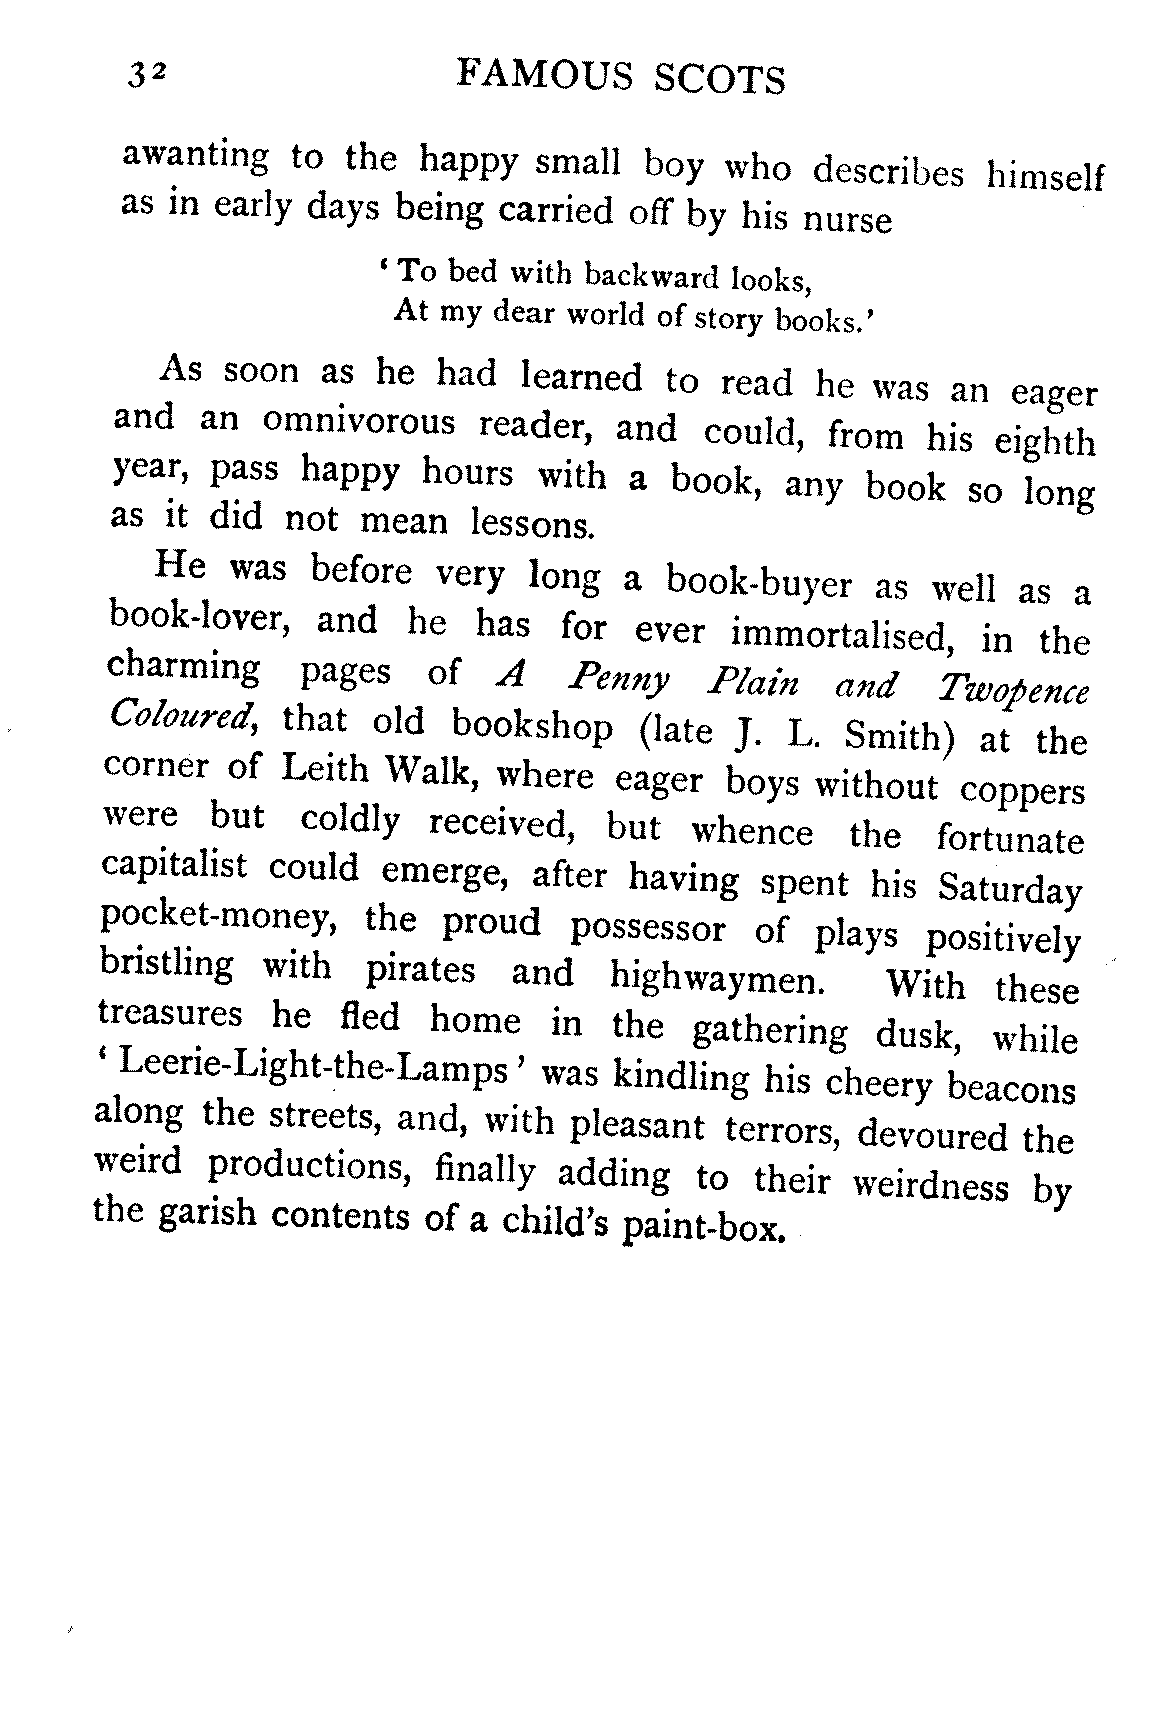 32 FAMOUS SCOTS
awanting to the happy small boy who describes himself
as in early days being carried off by his nurse
‘To bed with backward looks,
At my dear world of story books.’
As soon as he had learned to read he was an eager
and an omnivorous reader, and could, from his eighth
year, pass happy hours with a book, any book so long
as it did not mean lessons.
He was before very long a book-buyer as well as a
book-lover, and he has for ever immortalised, in the
charming pages of A Penny Plain and Twopence
Coloured, that old bookshop (late J. L. Smith) at the
corner of Leith Walk, where eager boys without coppers
were but coldly received, but whence the fortunate
capitalist could emerge, after having spent his Saturday
pocket-money, the proud possessor of plays positively
bristling with pirates and highwaymen. With these
treasures he fled home in the gathering dusk, while
‘Leerie-Light-the-Lamps’ was kindling his cheery beacons
along the streets, and, with pleasant terrors, devoured the
weird productions, finally adding to their weirdness by
the garish contents of a child’s paint-box.